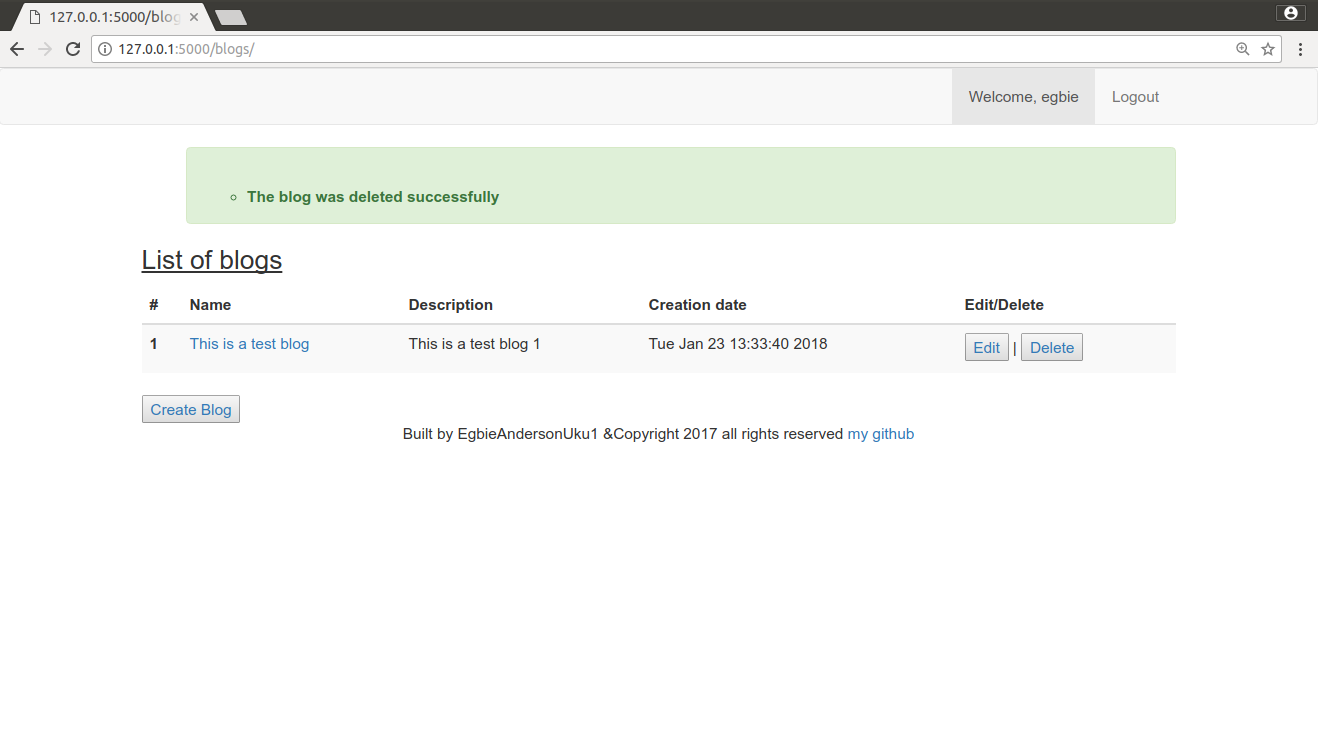 127.0.0.1:5000/blog
127.0.0.1:5000/blogs/
Welcome, egbie Logout
The blog was deleted successfully
List of blogs
# Name Description Creation date Edit/Delete
1 This is a test blog This is a test blog 1 Tue Jan 23 13:33:40 2018 Edit | Delete
Create Blog
Built by EgbieAndersonUku1 &Copyright 2017 all rights reserved my github